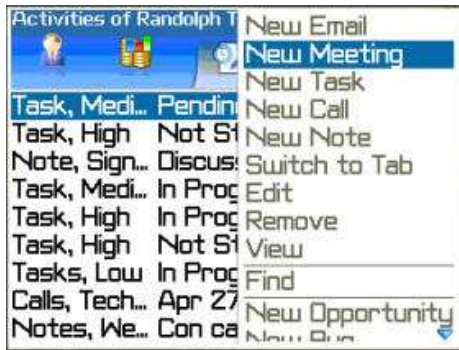 Activities of Randolph T
Task, Medi... Pendin
Task, High Not St
Note, Sign... Discus
Task, Medi... In Prog
Task, High In Prog
Task, High Not St
Tasks, Low In Prog
Calls, Tech... Apr 27
Notes, We... Con ca
New Email
New Meeting
New Task
New Call
New Note
Switch to Tab
Edit
Remove
View
Find
New Opportunity